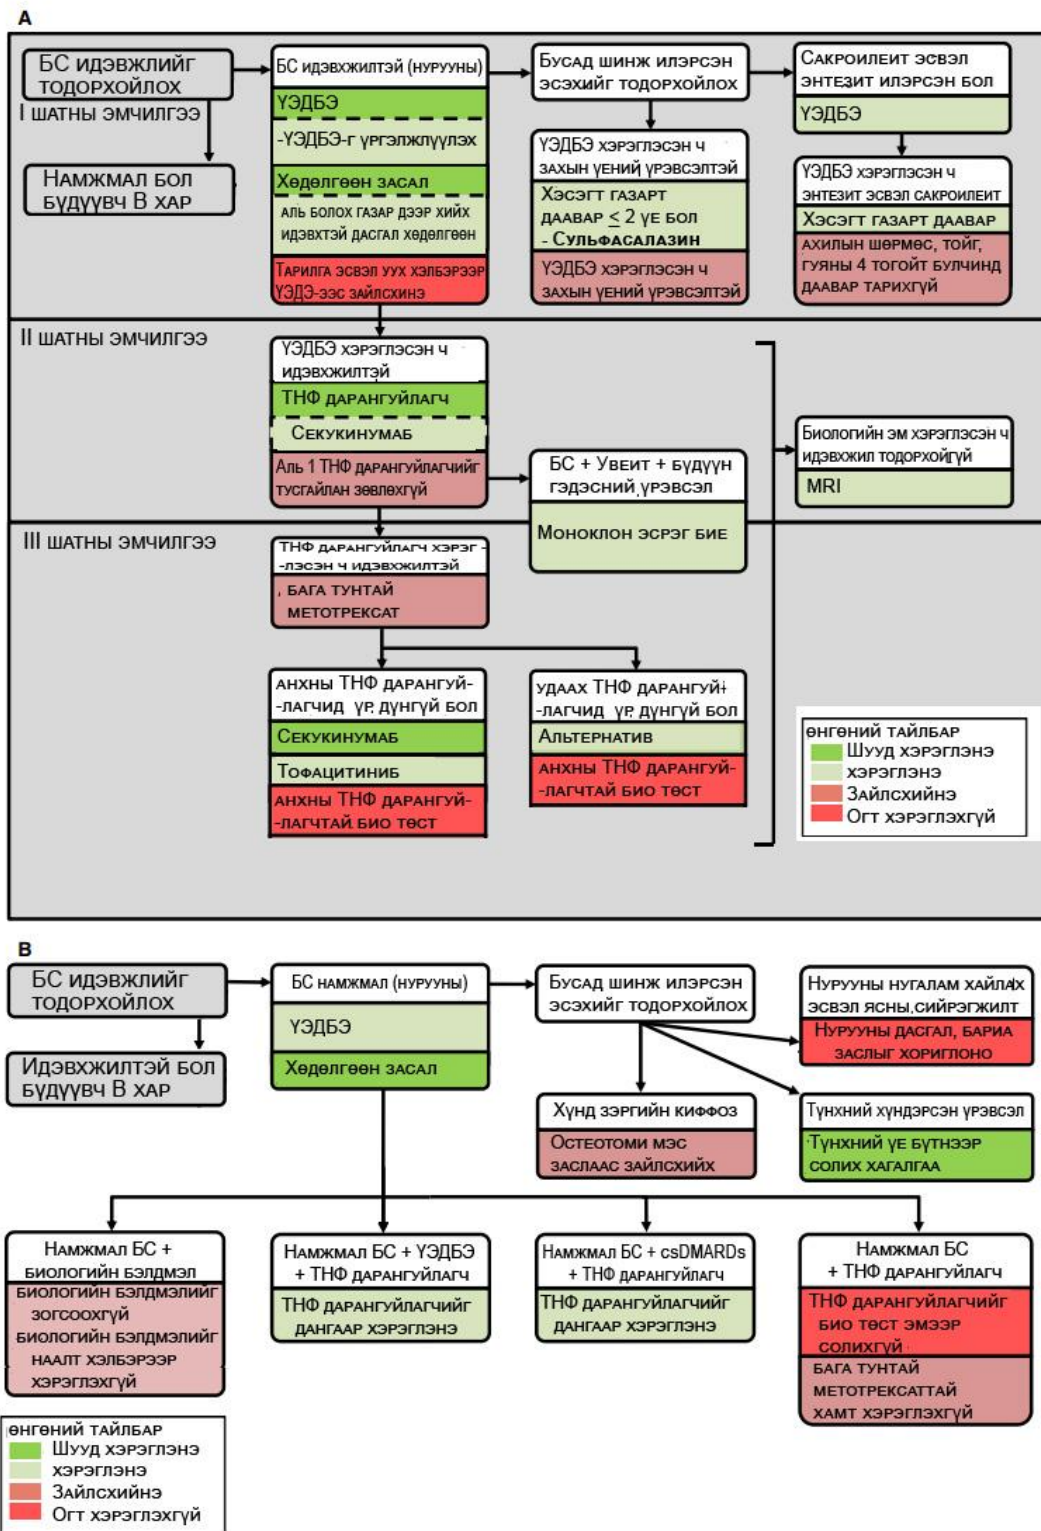 A
БС ИДЭВЖЛИЙГ
ТОДОРХОЙЛОХ
I ШАТНЫ ЭМЧИЛГЭЭ
НАМЖМАЛ БОЛ
БҮДҮҮВЧ В ХАР
БС ИДЭВХЖИЛТЭЙ (НУРУУНЫ)
ҮЭДБЭ
-ҮЭДБЭ-Г ҮРГЭЛЖЛҮҮЛЭХ
ХӨДӨЛГӨӨН ЗАСАЛ
АЛЬ БОЛОХ ГАЗАР ДЭЭР ХИЙХ
ИДЭВХТЭЙ ДАСГАЛ ХӨДӨЛГӨӨН
ТАРИЛГА ЭСВЭЛ УУХ ХЭЛБЭРЭЭР
ҮЭДЭ-ЭЭС ЗАЙЛСХИНЭ
БУСАД ШИНЖ ИЛЭРСЭН
ЭСЭХИЙГ ТОДОРХОЙЛОХ
ҮЭДБЭ ХЭРЭГЛЭСЭН Ч
ЗАХЫН ҮЕНИЙ ҮРЭВСЭЛТЭЙ
ХЭСЭГТ ГАЗАРТ
ДААВАР ≤ 2 ҮЕ БОЛ
- СУЛЬФАСАЛАЗИН
ҮЭДБЭ ХЭРЭГЛЭСЭН Ч
ЗАХЫН ҮЕНИЙ ҮРЭВСЭЛТЭЙ
САКРОИЛЕИТ ЭСВЭЛ
ЭНТЕЗИТ ИЛЭРСЭН БОЛ
ҮЭДБЭ
ҮЭДБЭ ХЭРЭГЛЭСЭН Ч
ЭНТЕЗИТ ЭСВЭЛ САКРОИЛЕИТ
ХЭСЭГТ ГАЗАРТ ДААВАР
АХИЛЫН ШӨРМӨС, ТОЙГ,
ГУЯНЫ 4 ТОГОЙТ БУЛЧИНД
ДААВАР ТАРИХГҮЙ
II ШАТНЫ ЭМЧИЛГЭЭ
ҮЭДБЭ ХЭРЭГЛЭСЭН Ч
ИДЭВХЖИЛТЭЙ
ТНФ ДАРАНГУЙЛАГЧ
СЕКУКИНУМАБ
АЛЬ 1 ТНФ ДАРАНГУЙЛАГЧИЙГ
ТУСГАЙЛАН ЗӨВЛӨХГҮЙ
БС + УВЕИТ + БҮДҮҮН
ГЭДЭСНИЙ ҮРЭВСЭЛ
МОНОКЛОН ЭСРЭГ БИЕ
БИОЛОГИЙН ЭМ ХЭРЭГЛЭСЭН Ч
ИДЭВХЖИЛ ТОДОРХОЙГҮЙ
MRI
III ШАТНЫ ЭМЧИЛГЭЭ
ТНФ ДАРАНГУЙЛАГЧ ХЭРЭГ -
-ЛЭСЭН Ч ИДЭВХЖИЛТЭЙ
БАГА ТУНТАЙ
МЕТОТРЕКСАТ
АНХНЫ ТНФ ДАРАНГУЙ-
-ЛАГЧИД ҮР ДҮНГҮЙ БОЛ
СЕКУКИНУМАБ
ТОФАЦИТИНИБ
АНХНЫ ТНФ ДАРАНГУЙ-
-ЛАГЧТАЙ БИО ТӨСТ
УДААХ ТНФ ДАРАНГУЙ-
-ЛАГЧИД ҮР ДҮНГҮЙ БОЛ
АЛЬТЕРНАТИВ
АНХНЫ ТНФ ДАРАНГУЙ-
-ЛАГЧТАЙ БИО ТӨСТ
ӨНГӨНИЙ ТАЙЛБАР
ШУУД ХЭРЭГЛЭНЭ
ХЭРЭГЛЭНЭ
ЗАЙЛСХИЙНЭ
ОГТ ХЭРЭГЛЭХГҮЙ
B
БС ИДЭВЖЛИЙГ
ТОДОРХОЙЛОХ
ИДЭВХЖИЛТЭЙ БОЛ
БҮДҮҮВЧ В ХАР
БС НАМЖМАЛ (НУРУУНЫ)
ҮЭДБЭ
ХӨДӨЛГӨӨН ЗАСАЛ
БУСАД ШИНЖ ИЛЭРСЭН
ЭСЭХИЙГ ТОДОРХОЙЛОХ
НУРУУНЫ НУГАЛАМ ХАЙЛАХ
ЭСВЭЛ ЯСНЫ СИЙРЭГЖИЛТ
НУРУУНЫ ДАСГАЛ, БАРИА
ЗАСЛЫГ ХОРИГЛОНО
ХҮНД ЗЭРГИЙН КИФФОЗ
ОСТЕОТОМИ МЭС
ЗАСЛААС ЗАЙЛСХИЙХ
ТҮНХНИЙ ХҮНДЭРСЭН ҮРЭВСЭЛ
ТҮНХНИЙ ҮЕ БҮТНЭЭР
СОЛИХ ХАГАЛГАА
НАМЖМАЛ БС +
БИОЛОГИЙН БЭЛДМЭЛ
БИОЛОГИЙН БЭЛДМЭЛИЙГ
ЗОГСООХГҮЙ
БИОЛОГИЙН БЭЛДМЭЛИЙГ
НААЛТ ХЭЛБЭРЭЭР
ХЭРЭГЛЭХГҮЙ
НАМЖМАЛ БС + ҮЭДБЭ
+ ТНФ ДАРАНГУЙЛАГЧ
ТНФ ДАРАНГУЙЛАГЧИЙГ
ДАНГААР ХЭРЭГЛЭНЭ
НАМЖМАЛ БС + csDMARDs
+ ТНФ ДАРАНГУЙЛАГЧ
ТНФ ДАРАНГУЙЛАГЧИЙГ
ДАНГААР ХЭРЭГЛЭНЭ
НАМЖМАЛ БС
+ ТНФ ДАРАНГУЙЛАГЧ
ТНФ ДАРАНГУЙЛАГЧИЙГ
БИО ТӨСТ ЭМЭЭР
СОЛИХГҮЙ
БАГА ТУНТАЙ
МЕТОТРЕКСАТТАЙ
ХАМТ ХЭРЭГЛЭХГҮЙ
ӨНГӨНИЙ ТАЙЛБАР
ШУУД ХЭРЭГЛЭНЭ
ХЭРЭГЛЭНЭ
ЗАЙЛСХИЙНЭ
ОГТ ХЭРЭГЛЭХГҮЙ